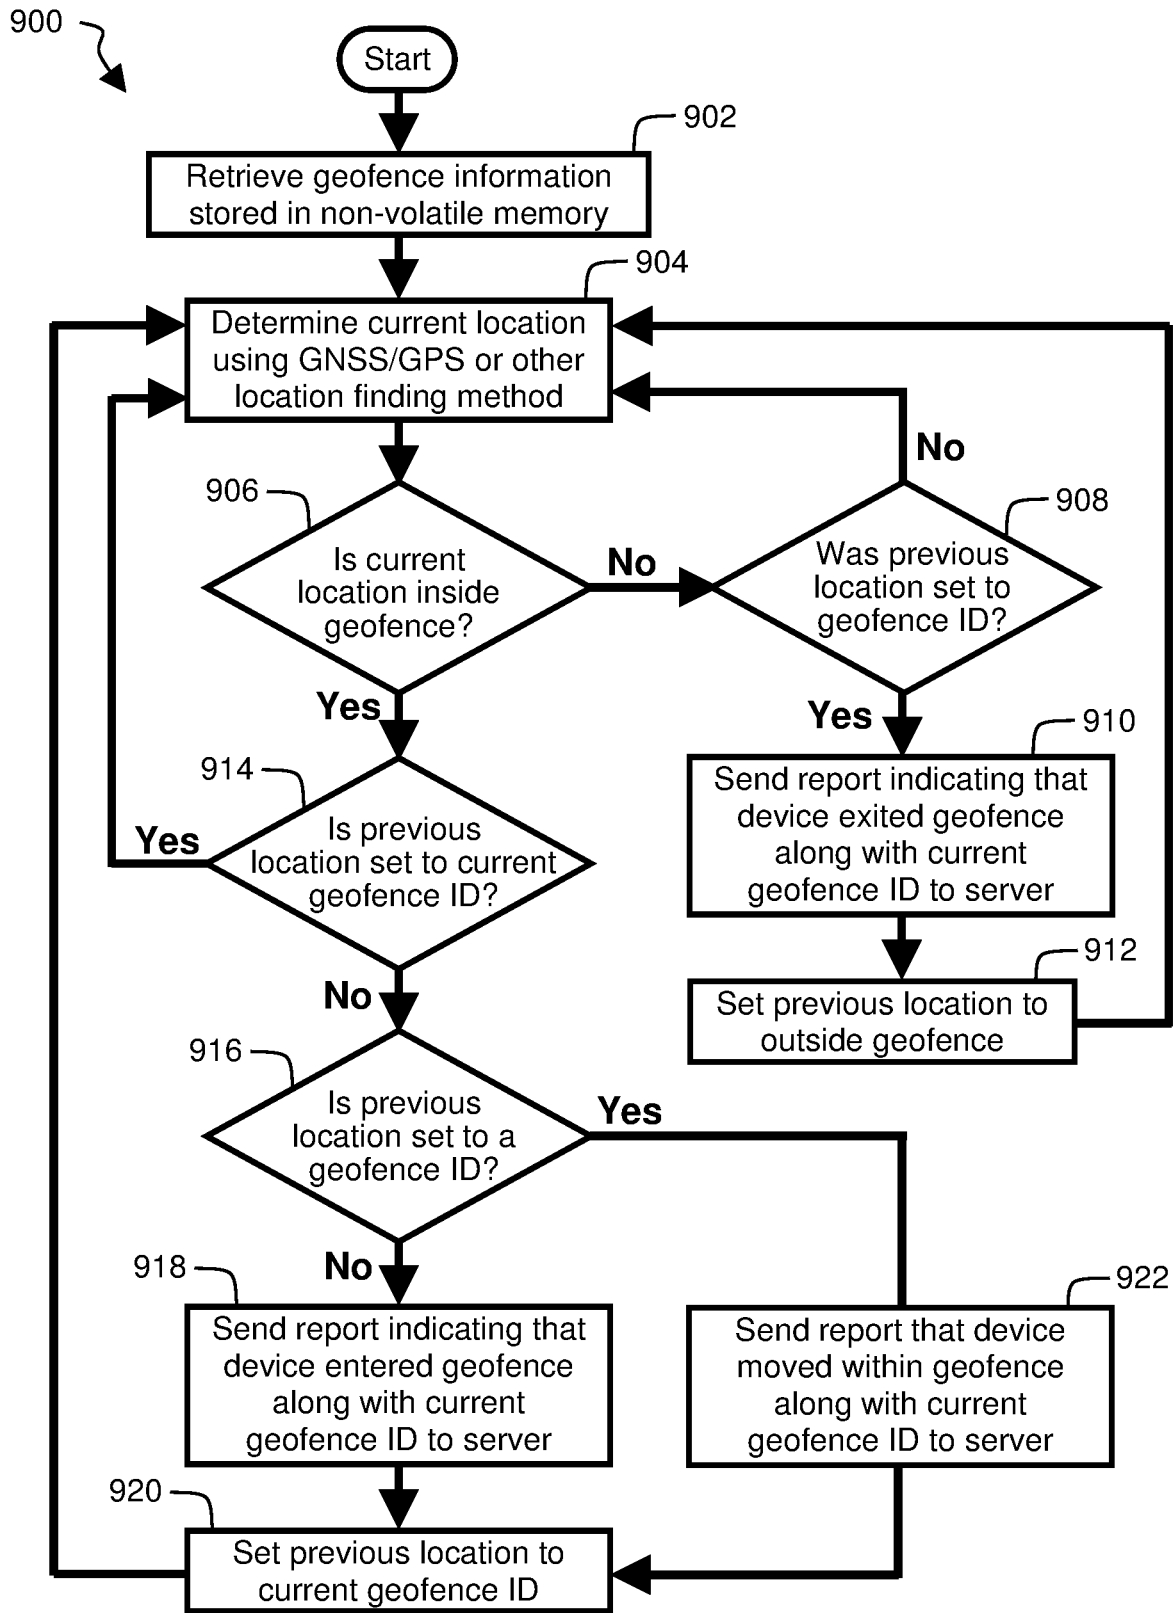 900
Start
902
Retrieve geofence information
stored in non-volatile memory
904
Determine current location
using GNSS/GPS or other
location finding method
906
Is current
location inside
geofence?
No
908
Was previous
location set to
geofence ID?
No
Yes
910
Send report indicating that
device exited geofence
along with current
geofence ID to server
912
Set previous location to
outside geofence
Yes
914
Is previous
location set to current
geofence ID?
Yes
No
916
Is previous
location set to a
geofence ID?
Yes
No
918
Send report indicating that
device entered geofence
along with current
geofence ID to server
922
Send report that device
moved within geofence
along with current
geofence ID to server
920
Set previous location to
current geofence ID